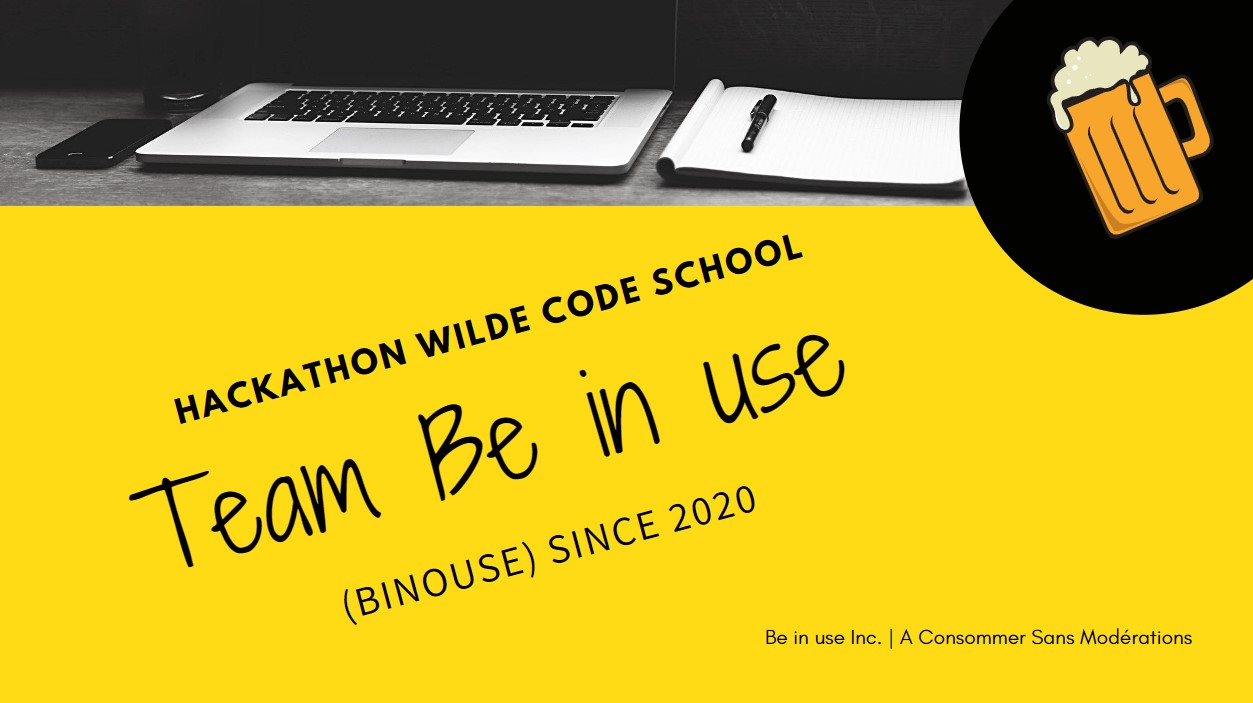 HACKATHON WILDE CODE SCHOOL
Team Be in use
(BINOUSE) SINCE 2020
Be in use Inc. | A Consommer Sans Modérations